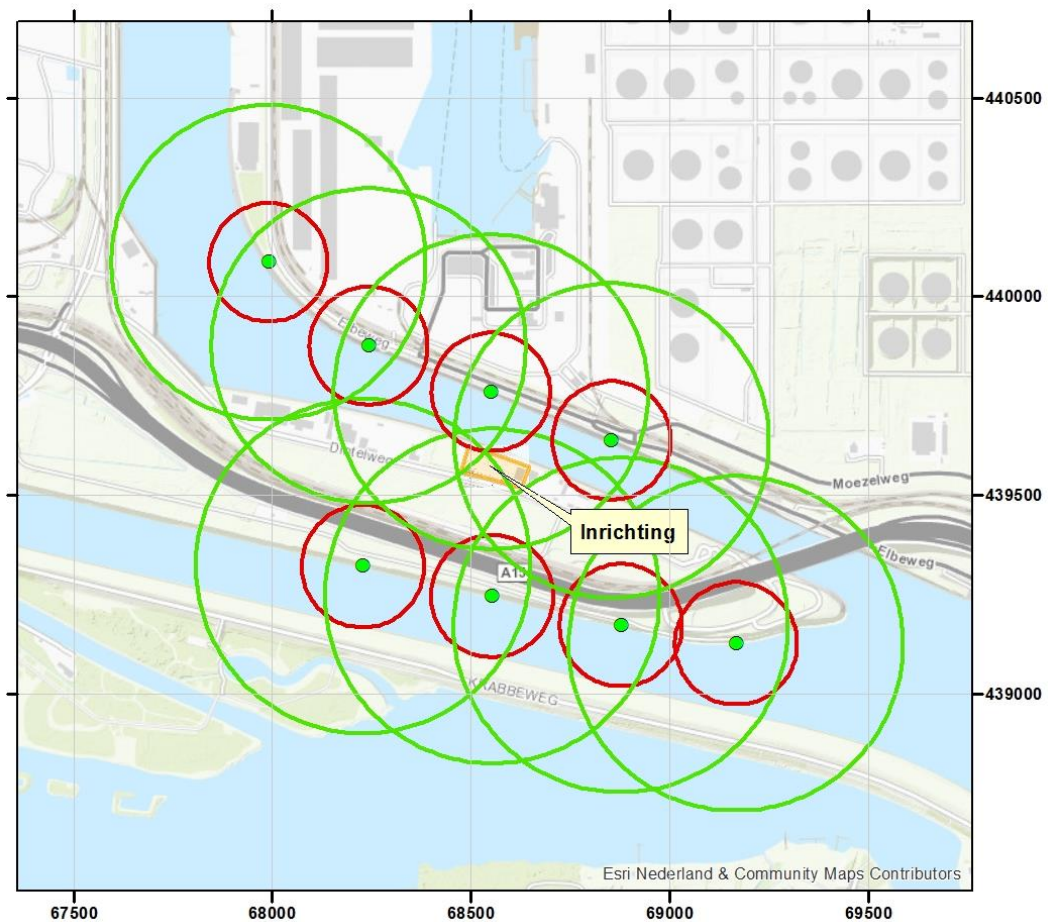 440500
440000
Elbeweg
Dintelweg
Moezelweg
439500
Inrichting
Elbeweg
A15
KRABBEWEG
439000
Esri Nederland & Community Maps Contributors
67500 68000 68500 69000 69500